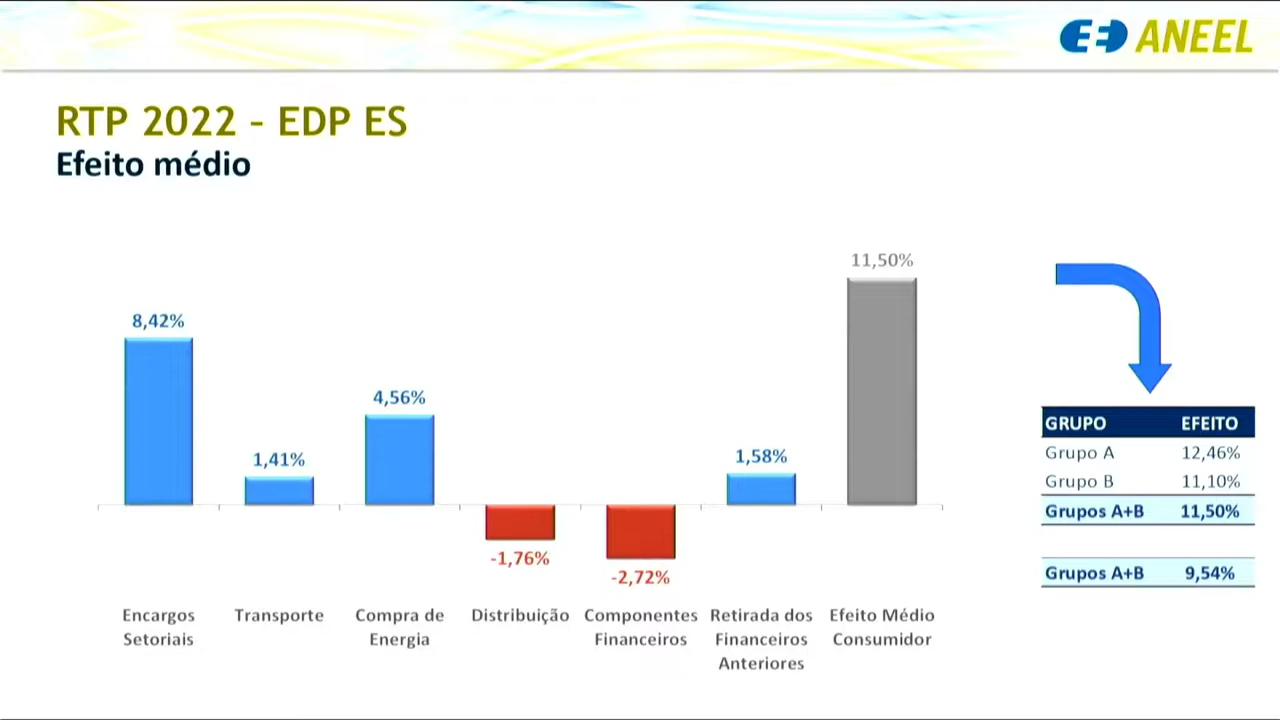 ANEEL
RTP 2022 - EDP ES
Efeito médio
8,42%
1,41%
4,56%
-1,76%
-2,72%
1,58%
11,50%
Encargos
Setoriais
Transporte
Compra de
Energia
Distribuição
Componentes
Financeiros
Retirada dos
Financeiros
Anteriores
Efeito Médio
Consumidor
GRUPO EFEITO
Grupo A 12,46%
Grupo B 11,10%
Grupos A+B 11,50%
Grupos A+B 9,54%